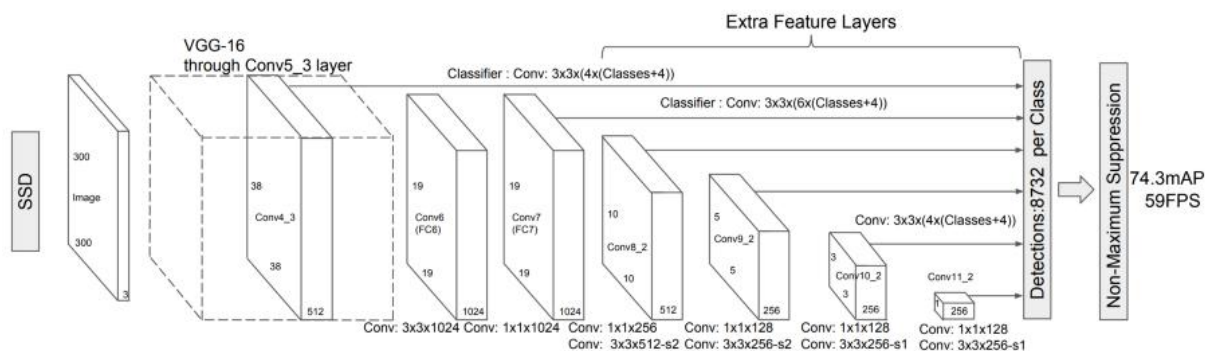 Extra Feature Layers
VGG-16
through Conv5_3 layer
Classifier : Conv: 3x3x(4x(Classes+4))
Classifier : Conv: 3x3x(6x(Classes+4))
SSD
300
Image
300
3
38
Conv4_3
38
512
19
Conv6
(FC6)
19
1024
19
Conv7
(FC7)
19
1024
10
Conv8_2
10
512
5
Conv9_2
5
256
Conv: 3x3x(4x(Classes+4))
3
Conv10_2
3
256
Conv11_2
1
256
Detections:8732 per Class
Non-Maximum Suppression
74.3mAP
59FPS
Conv: 3x3x1024
Conv: 1x1x1024
Conv: 1x1x256
Conv: 3x3x512-s2
Conv: 1x1x128
Conv: 3x3x256-s2
Conv: 1x1x128
Conv: 3x3x256-s1
Conv: 1x1x128
Conv: 3x3x256-s1